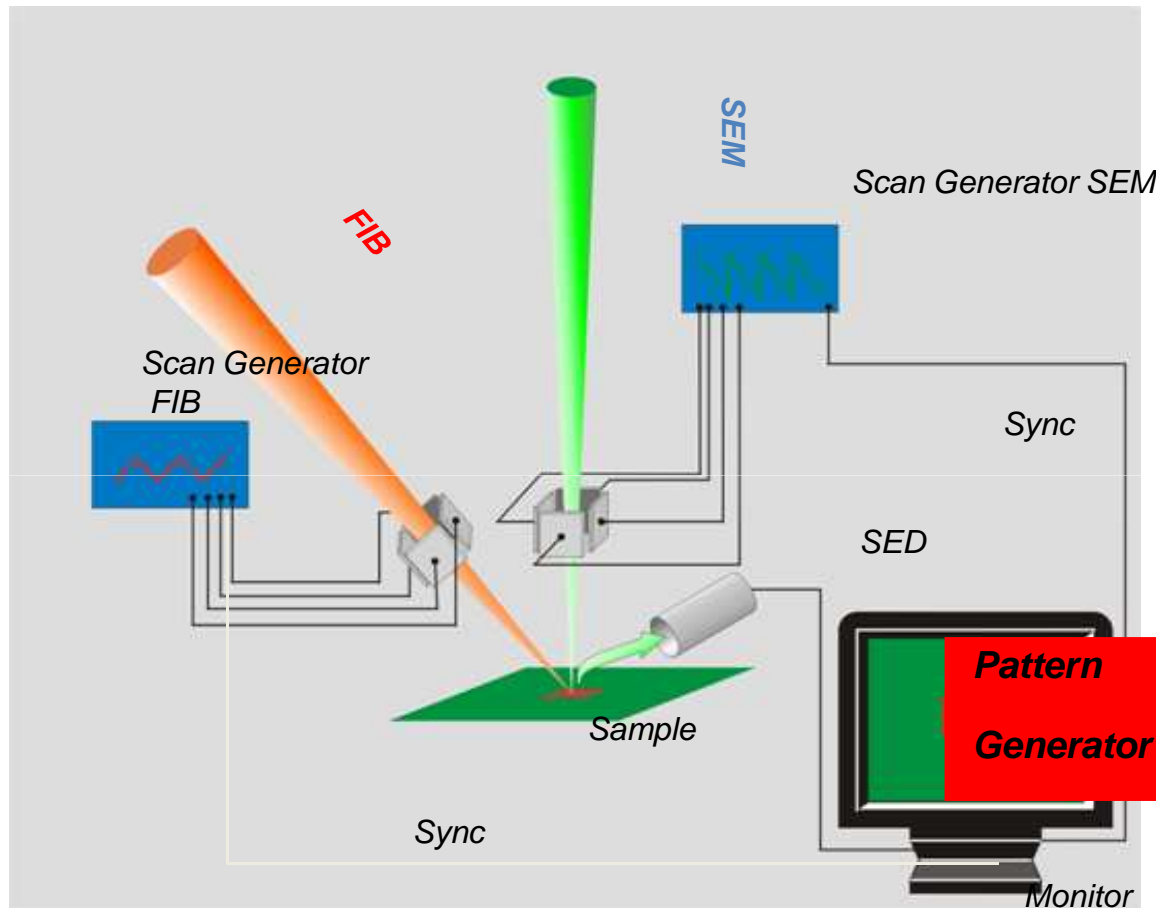 SEM
Scan Generator SEM
FIB
Scan Generator
FIB
Sync
SED
Pattern
Generator
Sample
Sync
Monitor